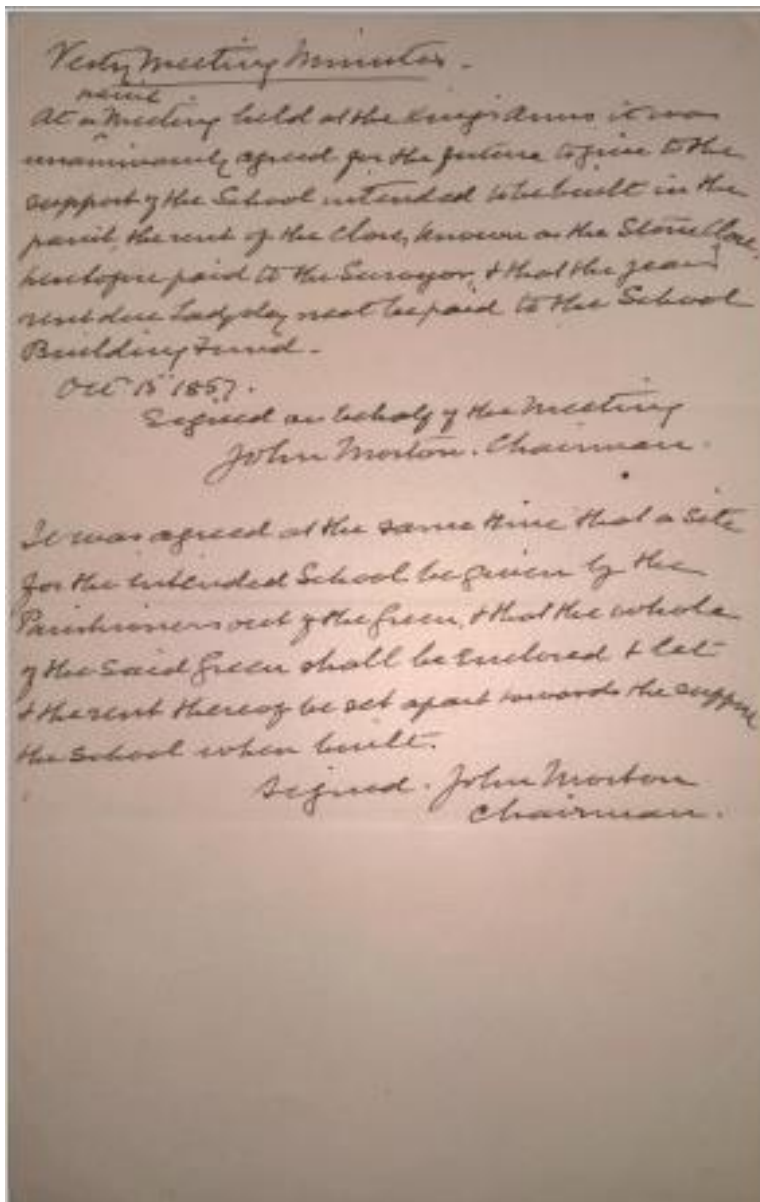 Vestry Meeting Minutes.
At a Meeting held at the King's Arms it was
unanimously agreed for the future to give to the
support of the School intended to be built in the
parish, the rent of the Close, known as the Stone Close,
heretofore paid to the Surveyor, & that the years
rent due Ladyday next be paid to the School
Building Fund.
Oct 15 1857.
Signed on behalf of the Meeting
John Morton. Chairman.
It was agreed at the same time that a Site
for the intended School be given by the
Parishioners out of the Green, & that the whole
of the said Green shall be Enclosed & let
& the rent thereof be set apart towards the support
the School when built.
Signed. John Morton
Chairman.